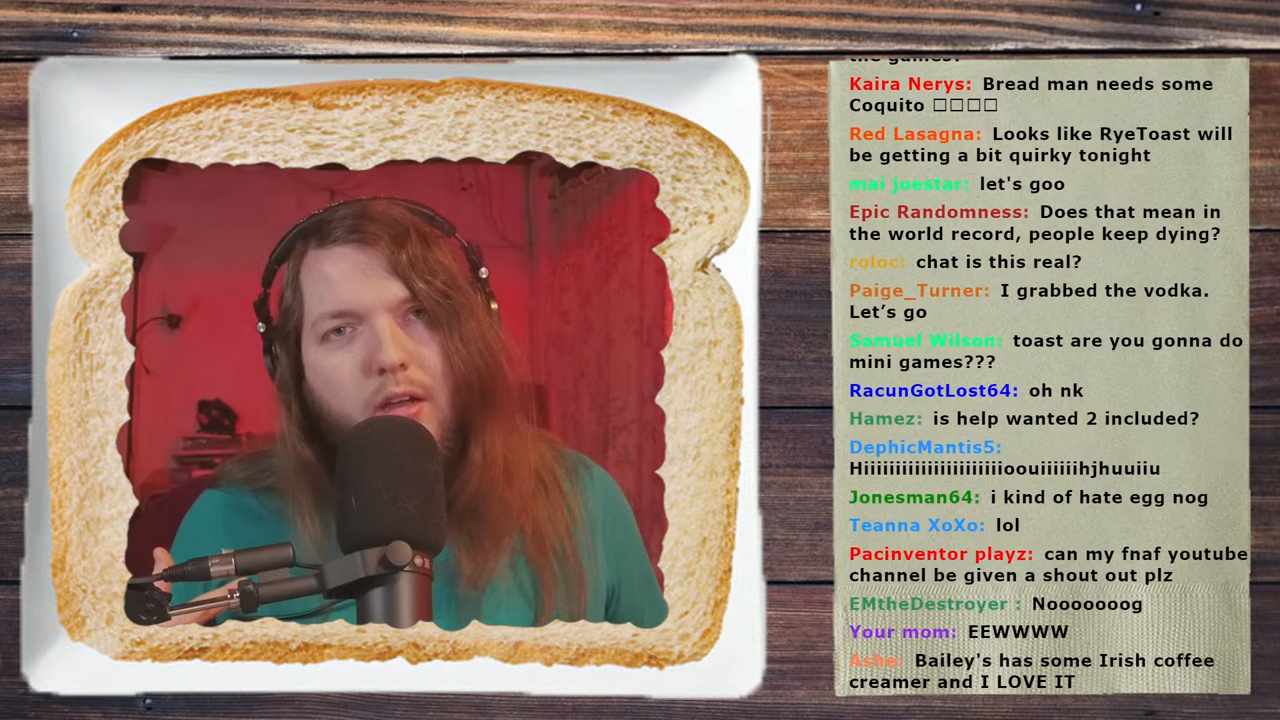 the games?
Kaira Nerys: Bread man needs some
Coquito □□□□
Red Lasagna: Looks like RyeToast will
be getting a bit quirky tonight
mai joestar: let's goo
Epic Randomness: Does that mean in
the world record, people keep dying?
roloc: chat is this real?
Paige_Turner: I grabbed the vodka.
Let’s go
Samuel Wilson: toast are you gonna do
mini games???
RacunGotLost64: oh nk
Hamez: is help wanted 2 included?
DephicMantis5:
Hiiiiiiiiiiiiiiiiiiiiiioouiiiiiihjhuuiiu
Jonesman64: i kind of hate egg nog
Teanna XoXo: lol
Pacinventor playz: can my fnaf youtube
channel be given a shout out plz
EMtheDestroyer : Nooooooog
Your mom: EEWWWW
Ashe: Bailey's has some Irish coffee
creamer and I LOVE IT